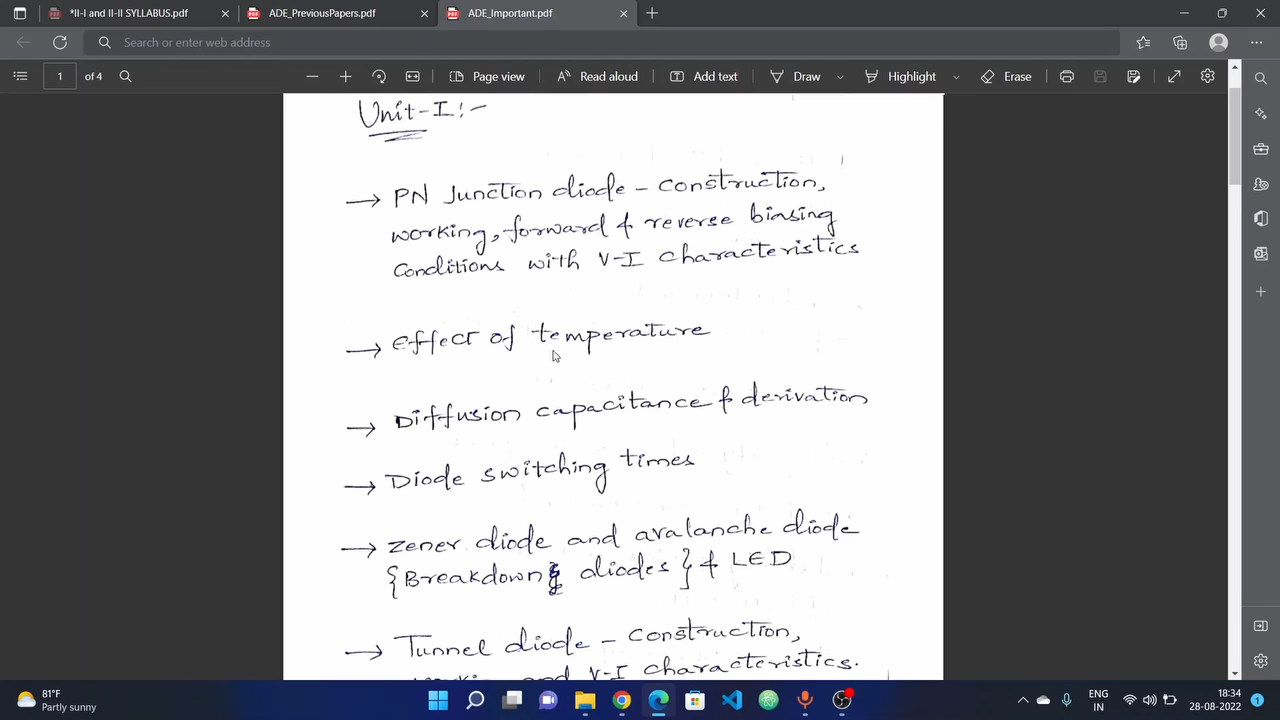 *II-I and II-II SYLLABUS.pdf
ADE_PreviousPapers.pdf
ADE_Important.pdf
Search or enter web address
1 of 4
Page view
Read aloud
Add text
Draw
Highlight
Erase
Unit-I:-
→ PN Junction diode - construction,
working, forward & reverse biasing
conditions with V-I characteristics
→ effect of temperature
→ Diffusion capacitance & derivation
→ Diode switching times
→ zener diode and avalanche diode
{Breakdown diodes} & LED
→ Tunnel diode - construction,
and V-I characteristics.
81°F
Partly sunny
ENG
IN
18:34
28-08-2022
1